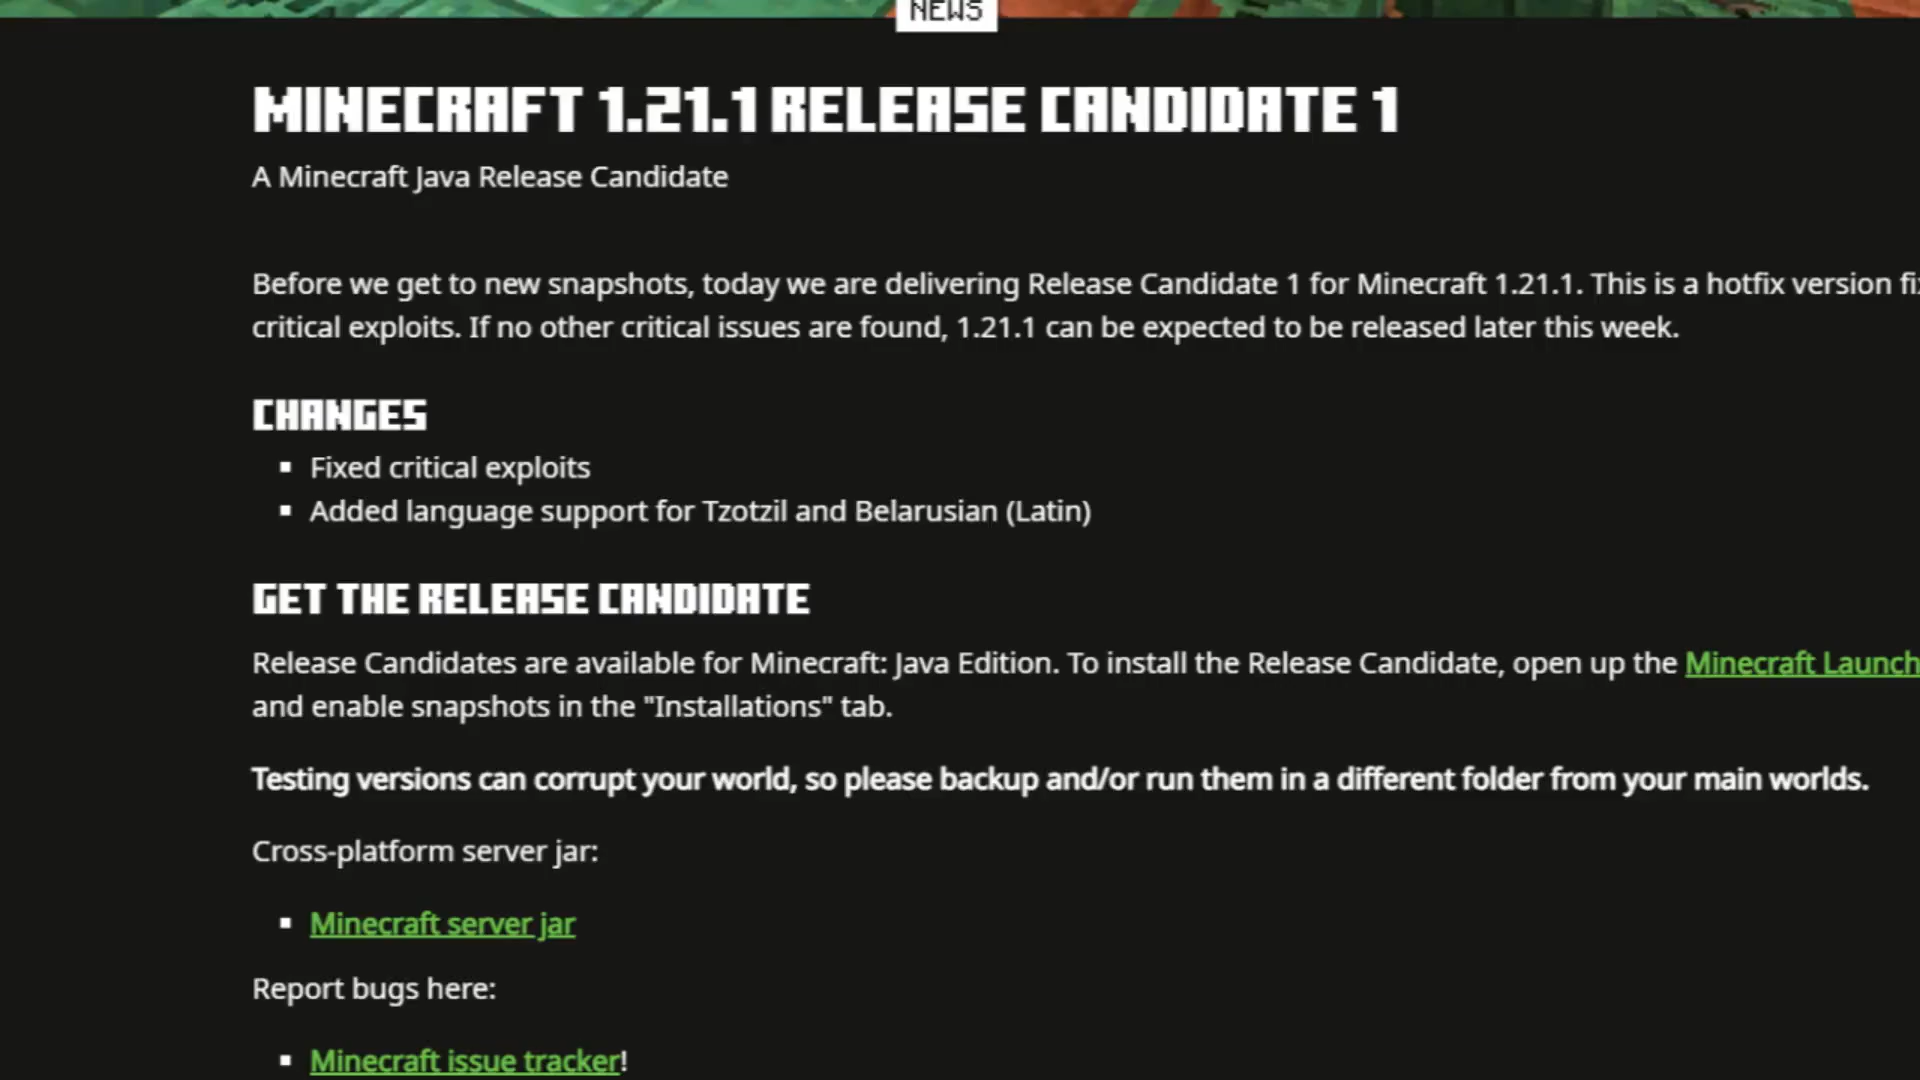 NEWS
MINECRAFT 1.21.1 RELEASE CANDIDATE 1
A Minecraft Java Release Candidate
Before we get to new snapshots, today we are delivering Release Candidate 1 for Minecraft 1.21.1. This is a hotfix version
critical exploits. If no other critical issues are found, 1.21.1 can be expected to be released later this week.
CHANGES
▪ Fixed critical exploits
▪ Added language support for Tzotzil and Belarusian (Latin)
GET THE RELEASE CANDIDATE
Release Candidates are available for Minecraft: Java Edition. To install the Release Candidate, open up the Minecraft Launch
and enable snapshots in the "Installations" tab.
Testing versions can corrupt your world, so please backup and/or run them in a different folder from your main worlds.
Cross-platform server jar:
▪ Minecraft server jar
Report bugs here:
▪ Minecraft issue tracker!